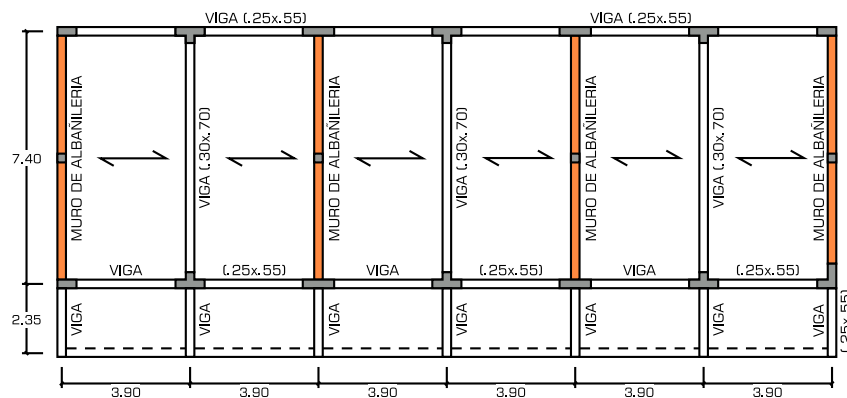 VIGA (.25x.55)
VIGA (.25x.55)
7.40
MURO DE ALBAÑILERIA
VIGA (.30x.70)
MURO DE ALBAÑILERIA
VIGA (.30x.70)
MURO DE ALBAÑILERIA
VIGA (.30x.70)
MURO DE ALBAÑILERIA
VIGA
(.25x.55)
VIGA
(.25x.55)
VIGA
(.25x.55)
2.35
VIGA
VIGA
VIGA
VIGA
VIGA
VIGA
VIGA
(.25x.55)
3.90
3.90
3.90
3.90
3.90
3.90